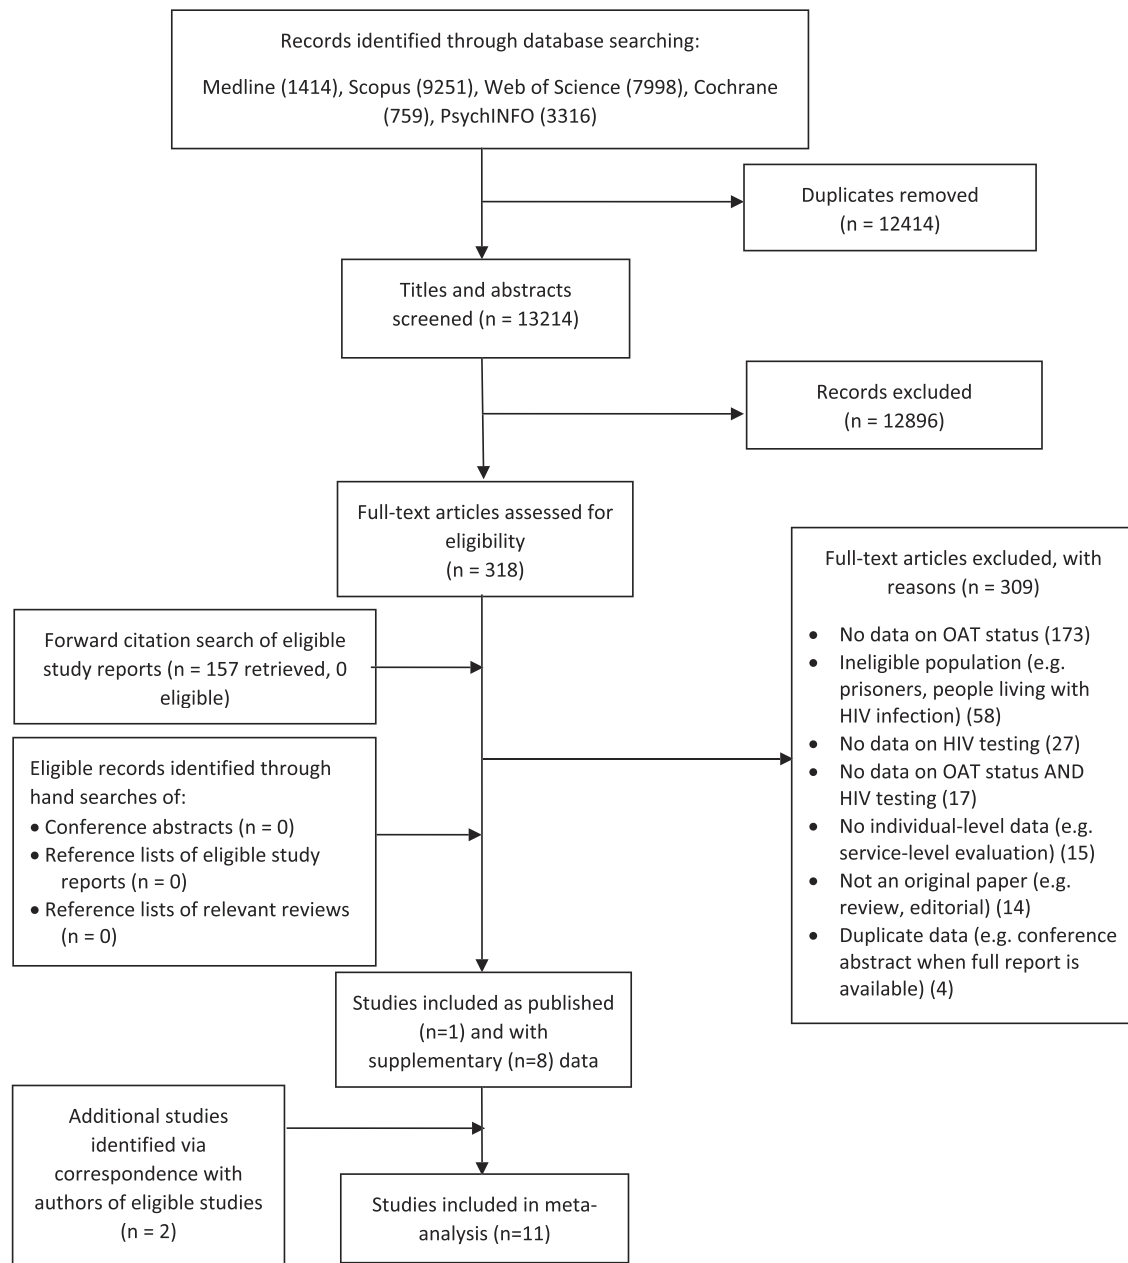 Records identified through database searching:
Medline (1414), Scopus (9251), Web of Science (7998), Cochrane
(759), PsychINFO (3316)
Duplicates removed
(n = 12414)
Titles and abstracts
screened (n = 13214)
Records excluded
(n = 12896)
Full-text articles assessed for
eligibility
(n = 318)
Full-text articles excluded, with
reasons (n = 309)
• No data on OAT status (173)
• Ineligible population (e.g.
prisoners, people living with
HIV infection) (58)
• No data on HIV testing (27)
• No data on OAT status AND
HIV testing (17)
• No individual-level data (e.g.
service-level evaluation) (15)
• Not an original paper (e.g.
review, editorial) (14)
• Duplicate data (e.g. conference
abstract when full report is
available) (4)
Forward citation search of eligible
study reports (n = 157 retrieved, 0
eligible)
Eligible records identified through
hand searches of:
• Conference abstracts (n = 0)
• Reference lists of eligible study
reports (n = 0)
• Reference lists of relevant reviews
(n = 0)
Studies included as published
(n=1) and with
supplementary (n=8) data
Additional studies
identified via
correspondence with
authors of eligible studies
(n = 2)
Studies included in meta-
analysis (n=11)